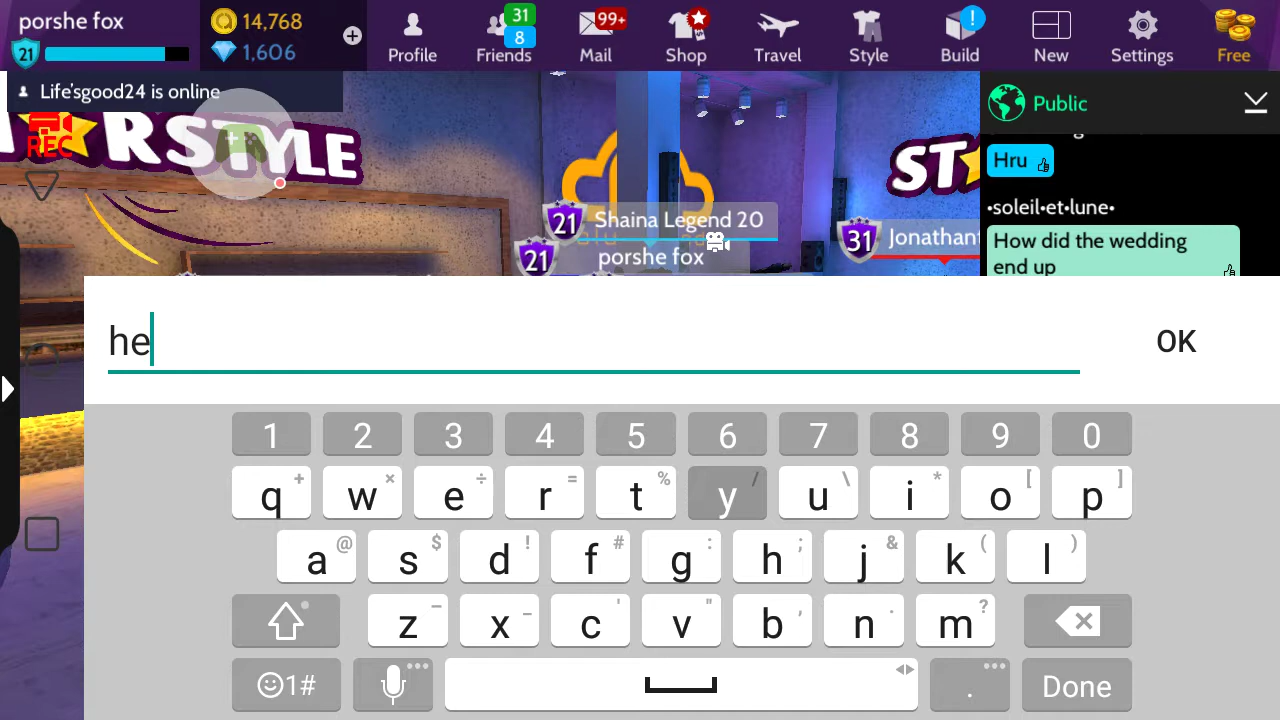 porshe fox
21
14,768
1,606
Profile
31
8
Friends
99+
Mail
Shop
Travel
Style
!
Build
New
Settings
Free
Life'sgood24 is online
REC
STYLE
ST
21 Shaina Legend 20
21 porshe fox
31 Jonathan
Public
Hru
•soleil•et•lune•
How did the wedding
end up
he
OK
1 2 3 4 5 6 7 8 9 0
q + w × e ÷ r = t % y / u \ i * o [ p ]
a @ s $ d ! f # g : h ; j & k ( l )
z – x - c ' v " b , n . m ?
1# . Done